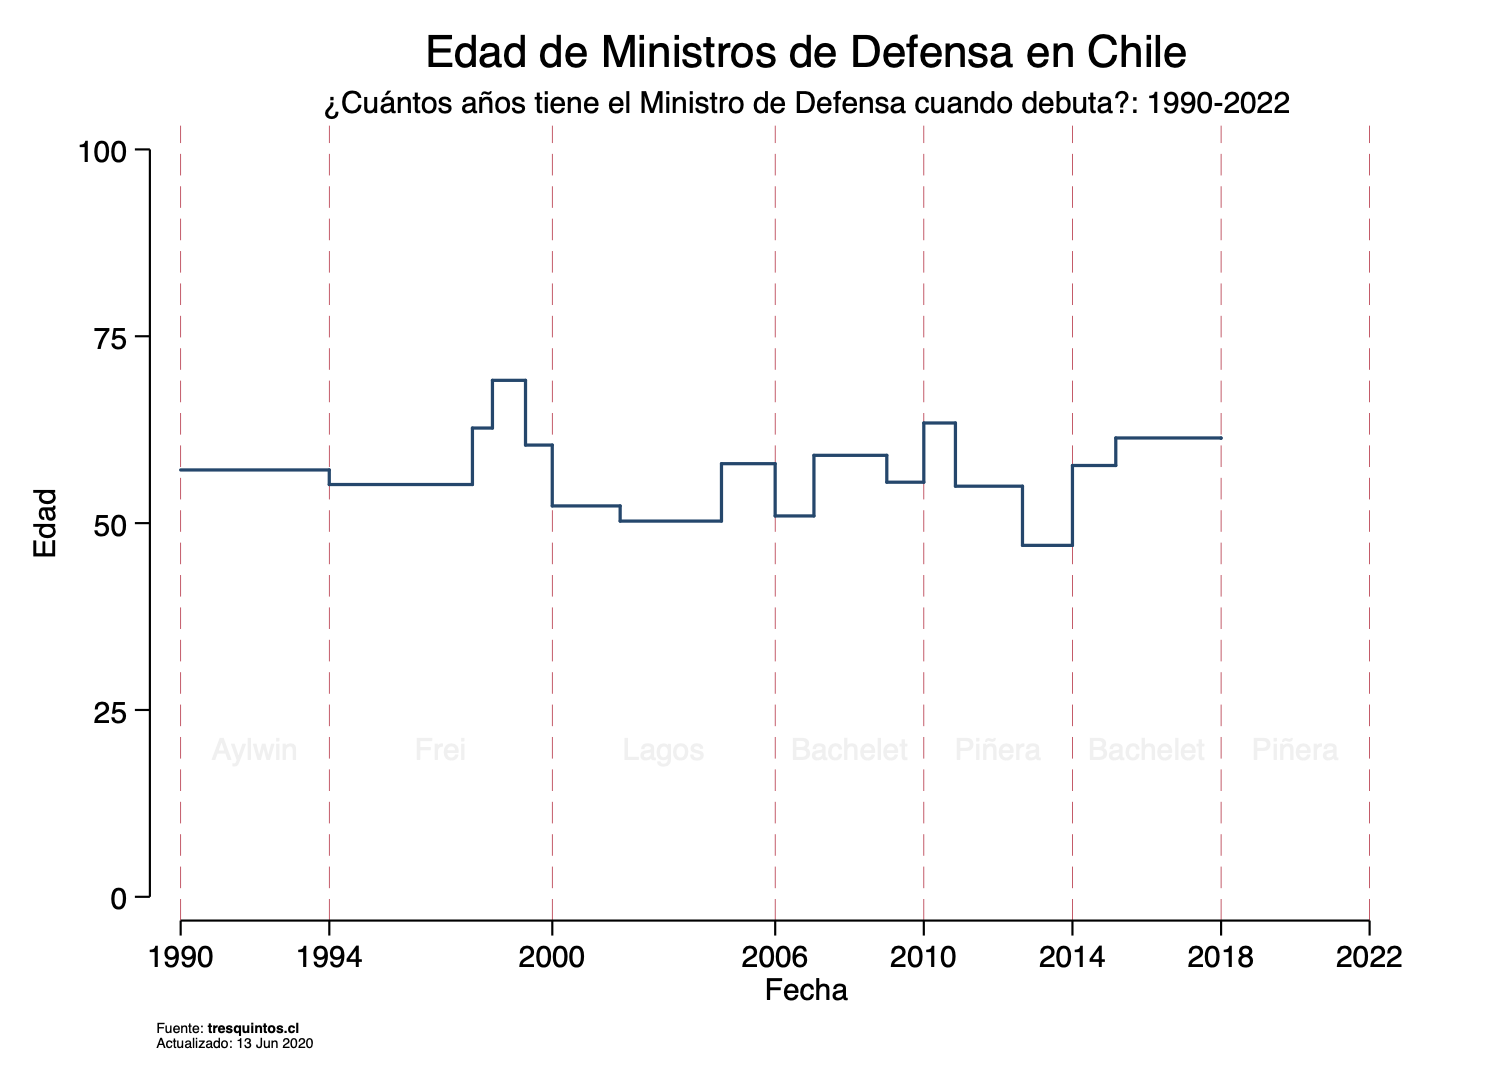 Edad de Ministros de Defensa en Chile
¿Cuántos años tiene el Ministro de Defensa cuando debuta?: 1990-2022
100
75
50
25
0
Edad
Aylwin Frei Lagos Bachelet Piñera Bachelet Piñera
1990 1994 2000 2006 2010 2014 2018 2022
Fecha
Fuente: tresquintos.cl
Actualizado: 13 Jun 2020